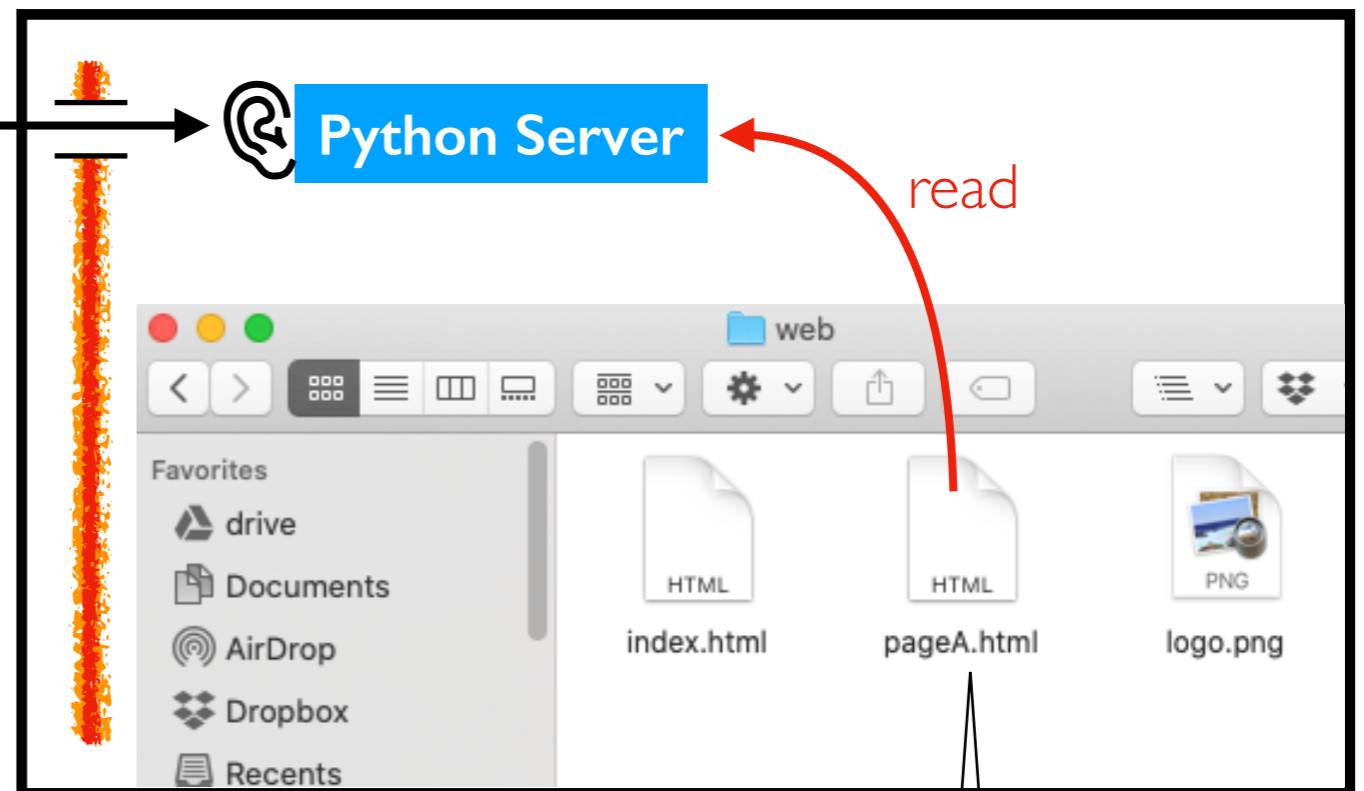 Python Server
read
web
Favorites
drive
Documents
AirDrop
Dropbox
Recents
HTML
HTML
PNG
index.html
pageA.html
logo.png